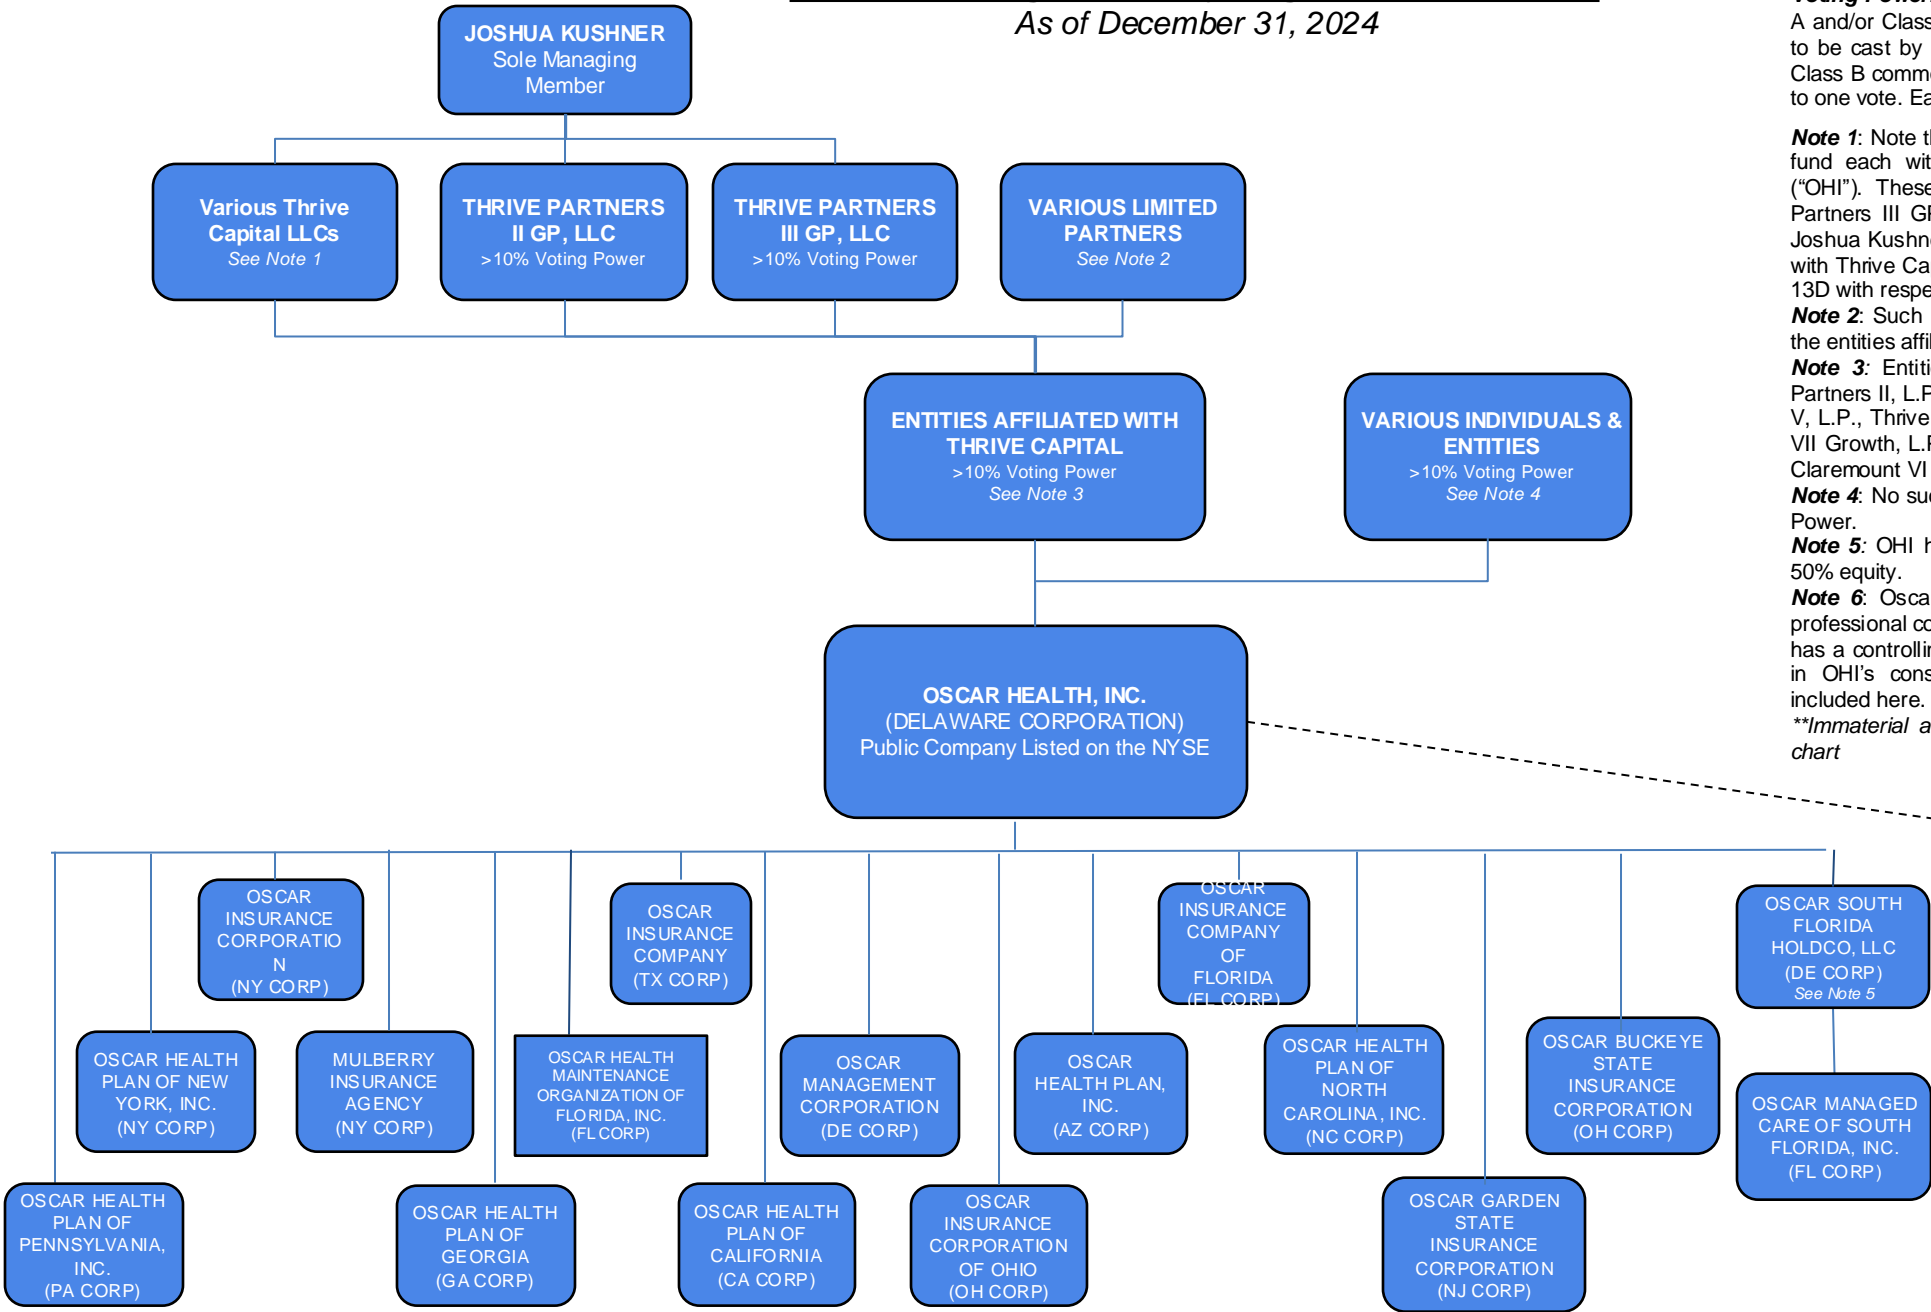 As of December 31, 2024
JOSHUA KUSHNER
Sole Managing
Member
Various Thrive
Capital LLCs
See Note 1
THRIVE PARTNERS
II GP, LLC
>10% Voting Power
THRIVE PARTNERS
III GP, LLC
>10% Voting Power
VARIOUS LIMITED
PARTNERS
See Note 2
ENTITIES AFFILIATED WITH
THRIVE CAPITAL
>10% Voting Power
See Note 3
VARIOUS INDIVIDUALS &
ENTITIES
>10% Voting Power
See Note 4
OSCAR HEALTH, INC.
(DELAWARE CORPORATION)
Public Company Listed on the NYSE
OSCAR
INSURANCE
CORPORATIO
N
(NY CORP)
OSCAR
INSURANCE
COMPANY
(TX CORP)
OSCAR
INSURANCE
COMPANY
OF
FLORIDA
(FL CORP)
OSCAR SOUTH
FLORIDA
HOLDCO, LLC
(DE CORP)
See Note 5
OSCAR HEALTH
PLAN OF NEW
YORK, INC.
(NY CORP)
MULBERRY
INSURANCE
AGENCY
(NY CORP)
OSCAR HEALTH
MAINTENANCE
ORGANIZATION OF
FLORIDA, INC.
(FL CORP)
OSCAR
MANAGEMENT
CORPORATION
(DE CORP)
OSCAR
HEALTH PLAN,
INC.
(AZ CORP)
OSCAR HEALTH
PLAN OF
NORTH
CAROLINA, INC.
(NC CORP)
OSCAR BUCKEYE
STATE
INSURANCE
CORPORATION
(OH CORP)
OSCAR MANAGED
CARE OF SOUTH
FLORIDA, INC.
(FL CORP)
OSCAR HEALTH
PLAN OF
PENNSYLVANIA,
INC.
(PA CORP)
OSCAR HEALTH
PLAN OF
GEORGIA
(GA CORP)
OSCAR HEALTH
PLAN OF
CALIFORNIA
(CA CORP)
OSCAR
INSURANCE
CORPORATION
OF OHIO
(OH CORP)
OSCAR GARDEN
STATE
INSURANCE
CORPORATION
(NJ CORP)
Voting Power
A and/or Class
to be cast by
Class B comm
to one vote. Ea
Note 1: Note th
fund each wit
("OHI"). These
Partners III GP
Joshua Kushne
with Thrive Ca
13D with respe
Note 2: Such
the entities affil
Note 3: Entiti
Partners II, L.P
V, L.P., Thrive
VII Growth, L.P
Claremount VI
Note 4: No suc
Power.
Note 5: OHI h
50% equity.
Note 6: Osca
professional co
has a controllin
in OHI's cons
included here.
**Immaterial a
chart